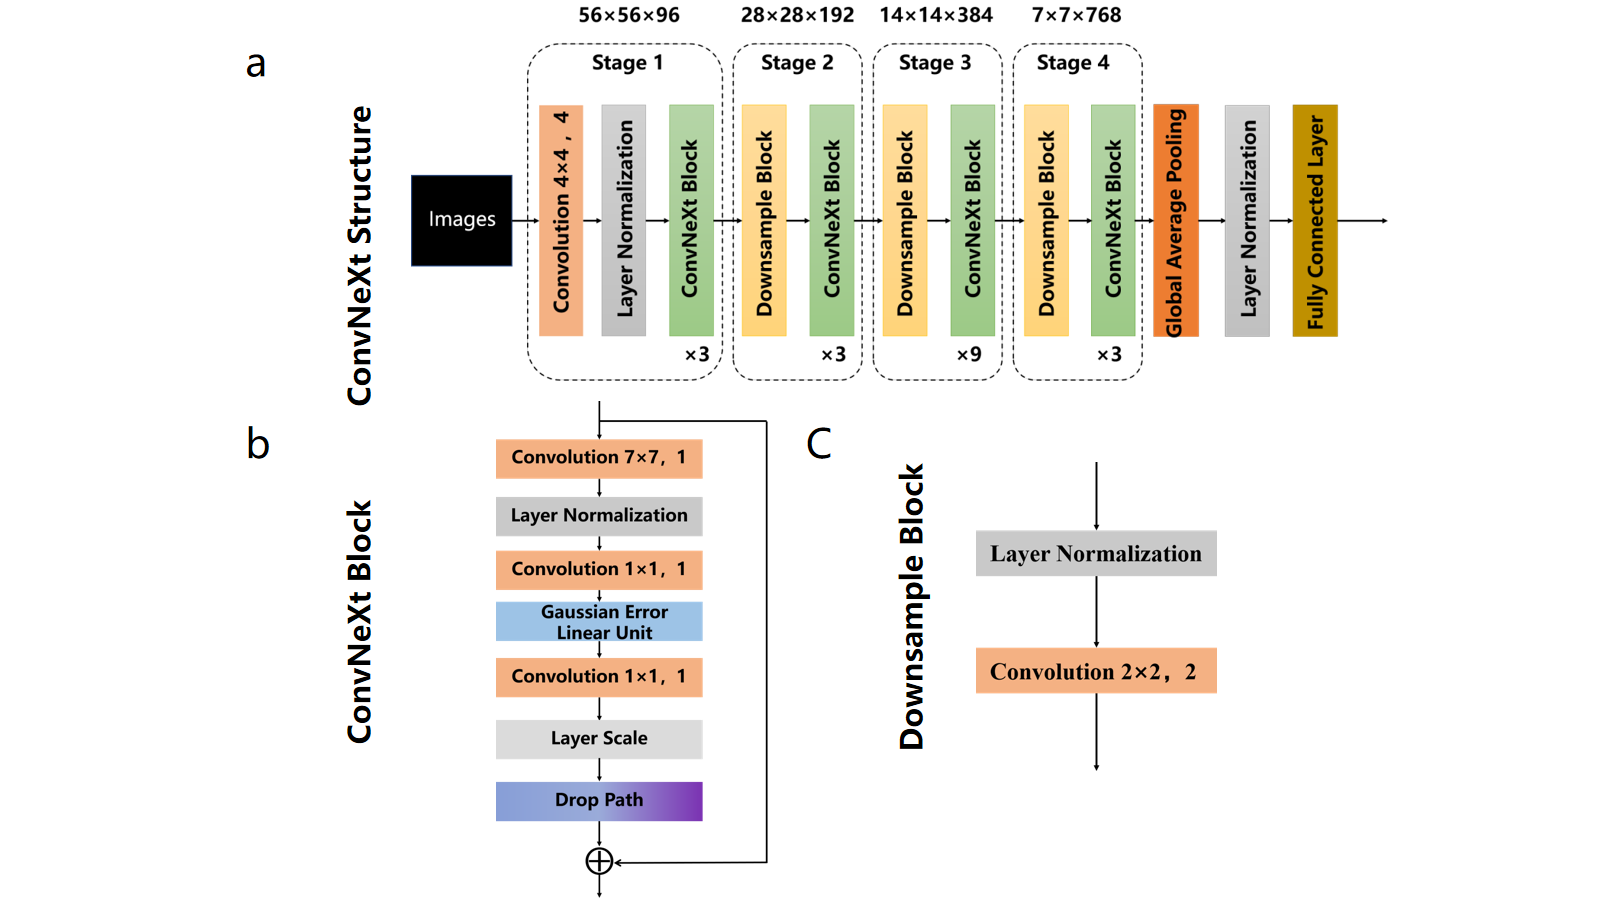 a
ConvNeXt Structure
56×56×96
28×28×192
14×14×384
7×7×768
Stage 1
Stage 2
Stage 3
Stage 4
Images
Convolution 4×4 , 4
Layer Normalization
ConvNeXt Block
×3
Downsample Block
ConvNeXt Block
×3
Downsample Block
ConvNeXt Block
×9
Downsample Block
ConvNeXt Block
×3
Global Average Pooling
Layer Normalization
Fully Connected Layer
b
ConvNeXt Block
Convolution 7×7, 1
Layer Normalization
Convolution 1×1, 1
Gaussian Error
Linear Unit
Convolution 1×1, 1
Layer Scale
Drop Path
C
Downsample Block
Layer Normalization
Convolution 2×2, 2